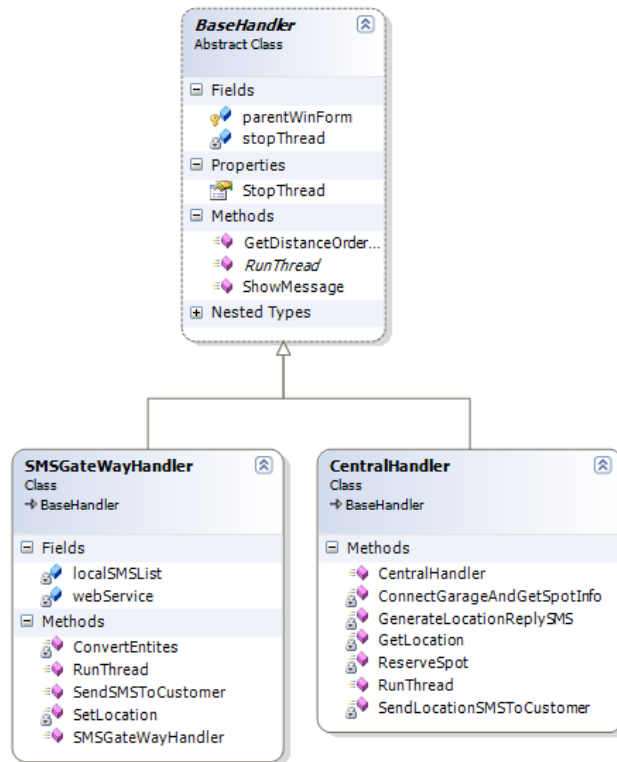 BaseHandler
Abstract Class
Fields
parentWinForm
stopThread
Properties
StopThread
Methods
GetDistanceOrder...
RunThread
ShowMessage
Nested Types
SMSGateWayHandler
Class
BaseHandler
Fields
localSMSList
webService
Methods
ConvertEntites
RunThread
SendSMSToCustomer
SetLocation
SMSGateWayHandler
CentralHandler
Class
BaseHandler
Methods
CentralHandler
ConnectGarageAndGetSpotInfo
GenerateLocationReplySMS
GetLocation
ReserveSpot
RunThread
SendLocationSMSToCustomer